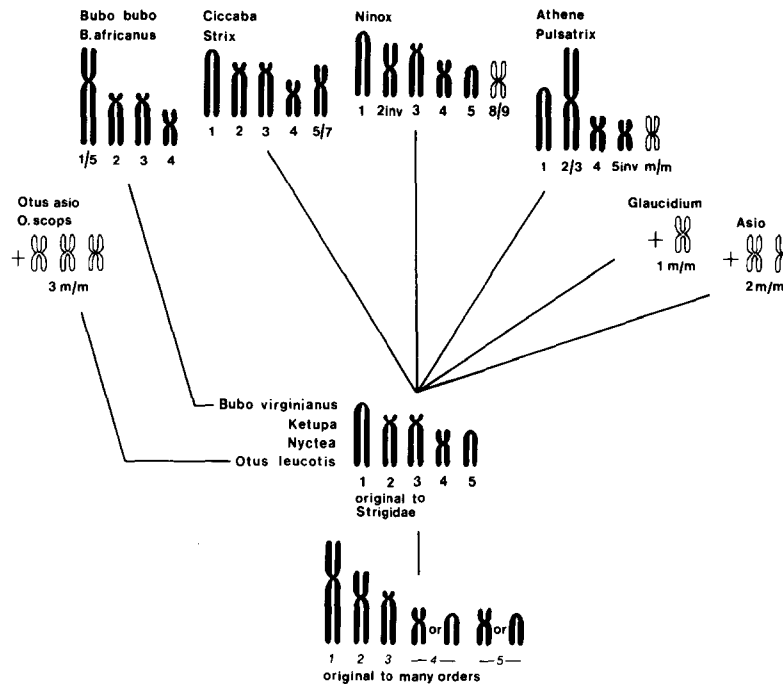 Bubo bubo
B.africanus
1/5 2 3 4
Ciccaba
Strix
1 2 3 4 5/7
Ninox
1 2inv 3 4 5 8/9
Athene
Pulsatrix
1 2/3 4 5inv m/m
Otus asio
O. scops
+
3 m/m
Glaucidium
+
1 m/m
Asio
+
2 m/m
Bubo virginianus
Ketupa
Nyctea
Otus leucotis
1 2 3 4 5
original to
Strigidae
or or
1 2 3 —4— —5—
original to many orders